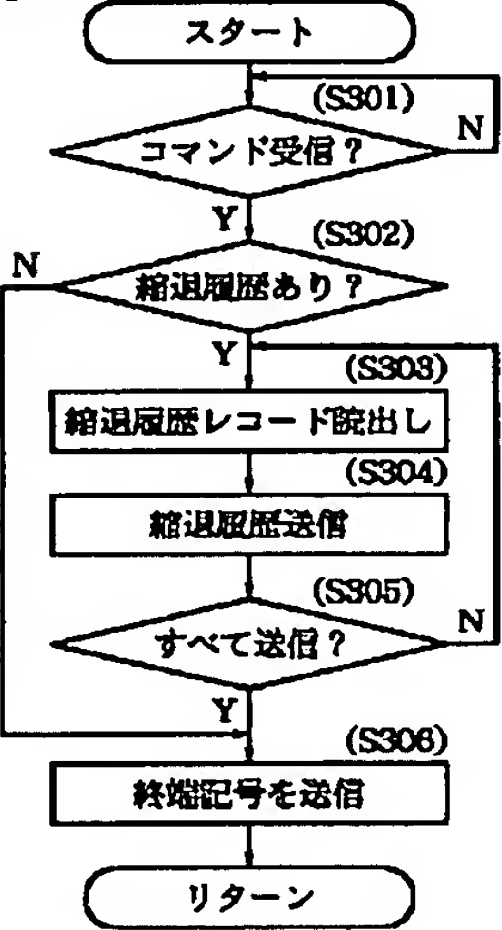 スタート
(S301)
コマンド受信?
N
Y
(S302)
N
縮退履歴あり?
Y
(S303)
縮退履歴レコード読出し
(S304)
縮退履歴送信
(S305)
すべて送信?
N
Y
(S306)
終端記号を送信
リターン